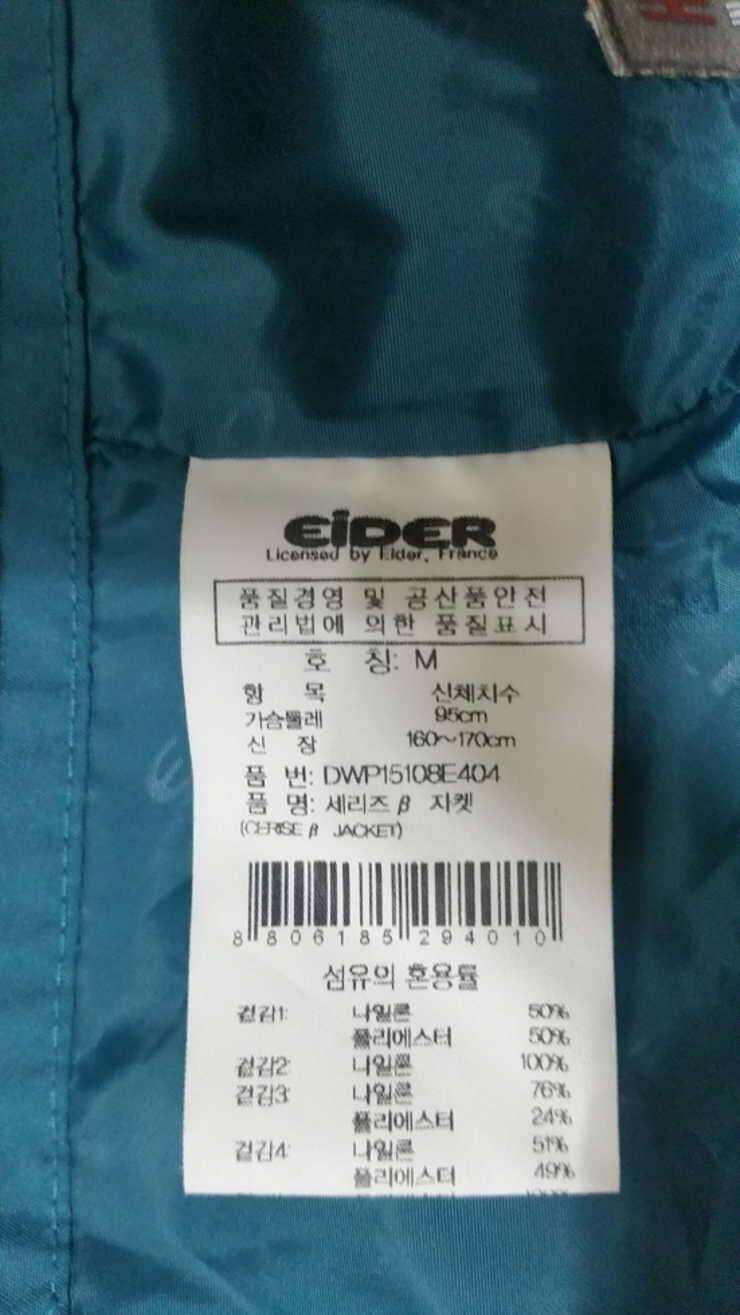 EiDER
Licensed by Eider, France
품질경영 및 공산품안전
관리법에 의한 품질표시
호 칭: M
항 목 신체치수
가슴둘레 95cm
신 장 160~170cm
품 번: DWP15108E404
품 명: 세리즈 β 자켓
(CERISE β JACKET)
8 806185 294010
섬유의 혼용률
겉감1: 나일론 50%
폴리에스터 50%
겉감2: 나일론 100%
겉감3: 나일론 76%
폴리에스터 24%
겉감4: 나일론 51%
폴리에스터 49%